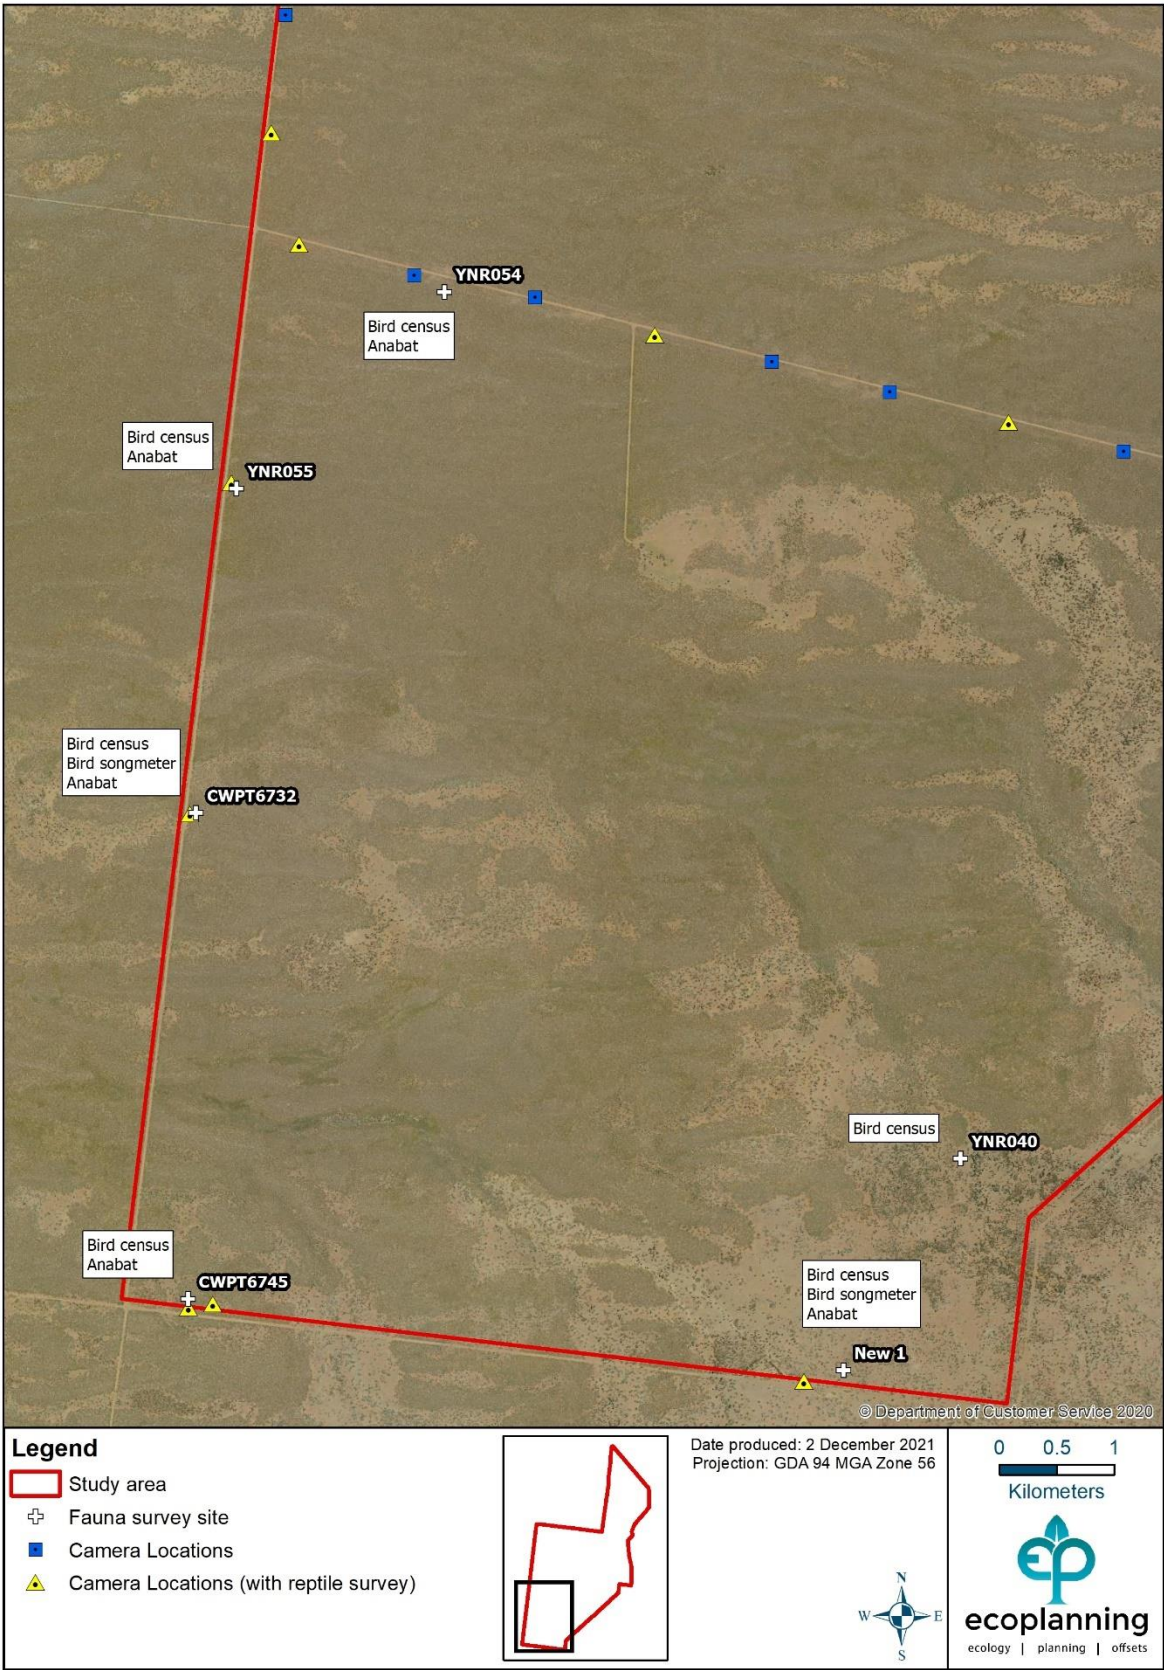 YNR054
Bird census
Anabat
Bird census
Anabat
YNR055
Bird census
Bird songmeter
Anabat
CWPT6732
Bird census
YNR040
Bird census
Anabat
CWPT6745
Bird census
Bird songmeter
Anabat
New 1
© Department of Customer Service 2020
Legend
Study area
Fauna survey site
Camera Locations
Camera Locations (with reptile survey)
Date produced: 2 December 2021
Projection: GDA 94 MGA Zone 56
N
W E
S
0 0.5 1
Kilometers
ep
ecoplanning
ecology | planning | offsets